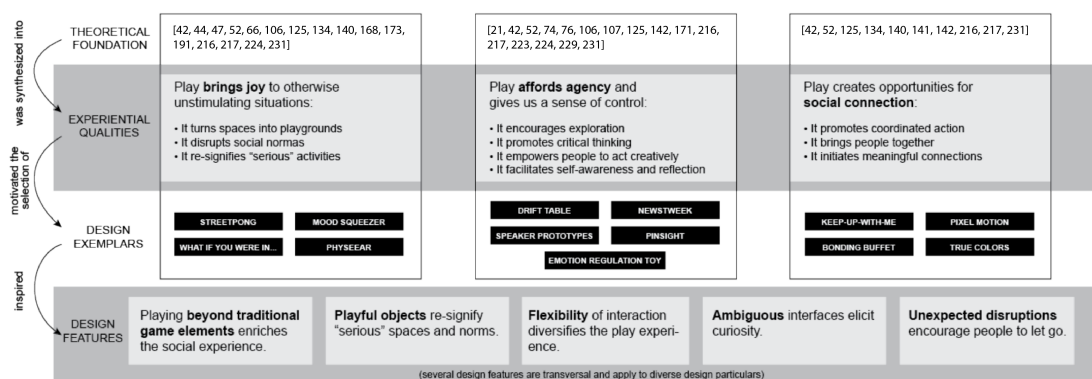 was synthesized into
motivated the
selection of
inspired
THEORETICAL
FOUNDATION
[42, 44, 47, 52, 66, 106, 125, 134, 140, 168, 173,
191, 216, 217, 224, 231]
[21, 42, 52, 74, 76, 106, 107, 125, 142, 171, 216,
217, 223, 224, 229, 231]
[42, 52, 125, 134, 140, 141, 142, 216, 217, 231]
EXPERIENTIAL
QUALITIES
Play brings joy to otherwise
unstimulating situations:
• It turns spaces into playgrounds
• It disrupts social normas
• It re-signifies “serious” activities
Play affords agency and
gives us a sense of control:
• It encourages exploration
• It promotes critical thinking
• It empowers people to act creatively
• It facilitates self-awareness and reflection
Play creates opportunities for
social connection:
• It promotes coordinated action
• It brings people together
• It initiates meaningful connections
DESIGN
EXEMPLARS
STREETPONG
MOOD SQUEEZER
WHAT IF YOU WERE IN...
PHYSEEAR
DRIFT TABLE
NEWSTWEEK
SPEAKER PROTOTYPES
PINSIGHT
EMOTION REGULATION TOY
KEEP-UP-WITH-ME
PIXEL MOTION
BONDING BUFFET
TRUE COLORS
DESIGN
FEATURES
Playing beyond traditional
game elements enriches
the social experience.
Playful objects re-signify
“serious” spaces and norms.
Flexibility of interaction
diversifies the play experi-
ence.
Ambiguous interfaces elicit
curiosity.
Unexpected disruptions
encourage people to let go.
(several design features are transversal and apply to diverse design particulars)